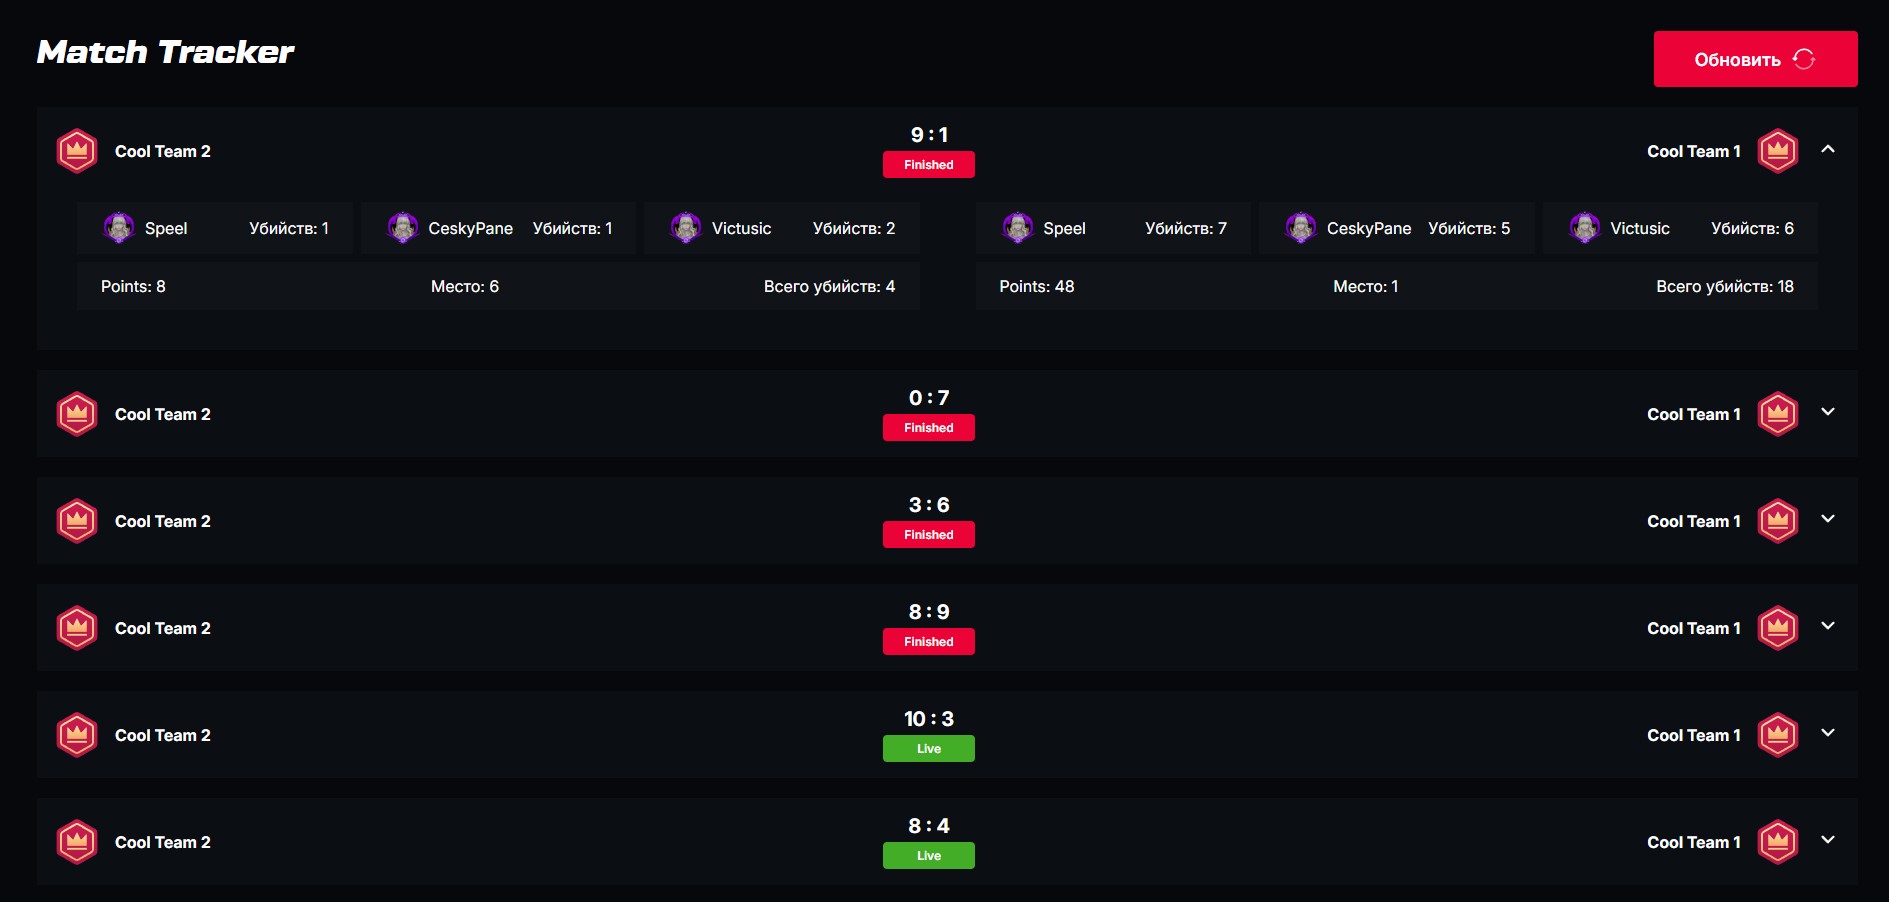 Match Tracker
Обновить
Cool Team 2
9 : 1
Finished
Cool Team 1
Speel Убийств: 1
CeskyPane Убийств: 1
Victusic Убийств: 2
Points: 8 Место: 6 Всего убийств: 4
Speel Убийств: 7
CeskyPane Убийств: 5
Victusic Убийств: 6
Points: 48 Место: 1 Всего убийств: 18
Cool Team 2
0 : 7
Finished
Cool Team 1
Cool Team 2
3 : 6
Finished
Cool Team 1
Cool Team 2
8 : 9
Finished
Cool Team 1
Cool Team 2
10 : 3
Live
Cool Team 1
Cool Team 2
8 : 4
Live
Cool Team 1